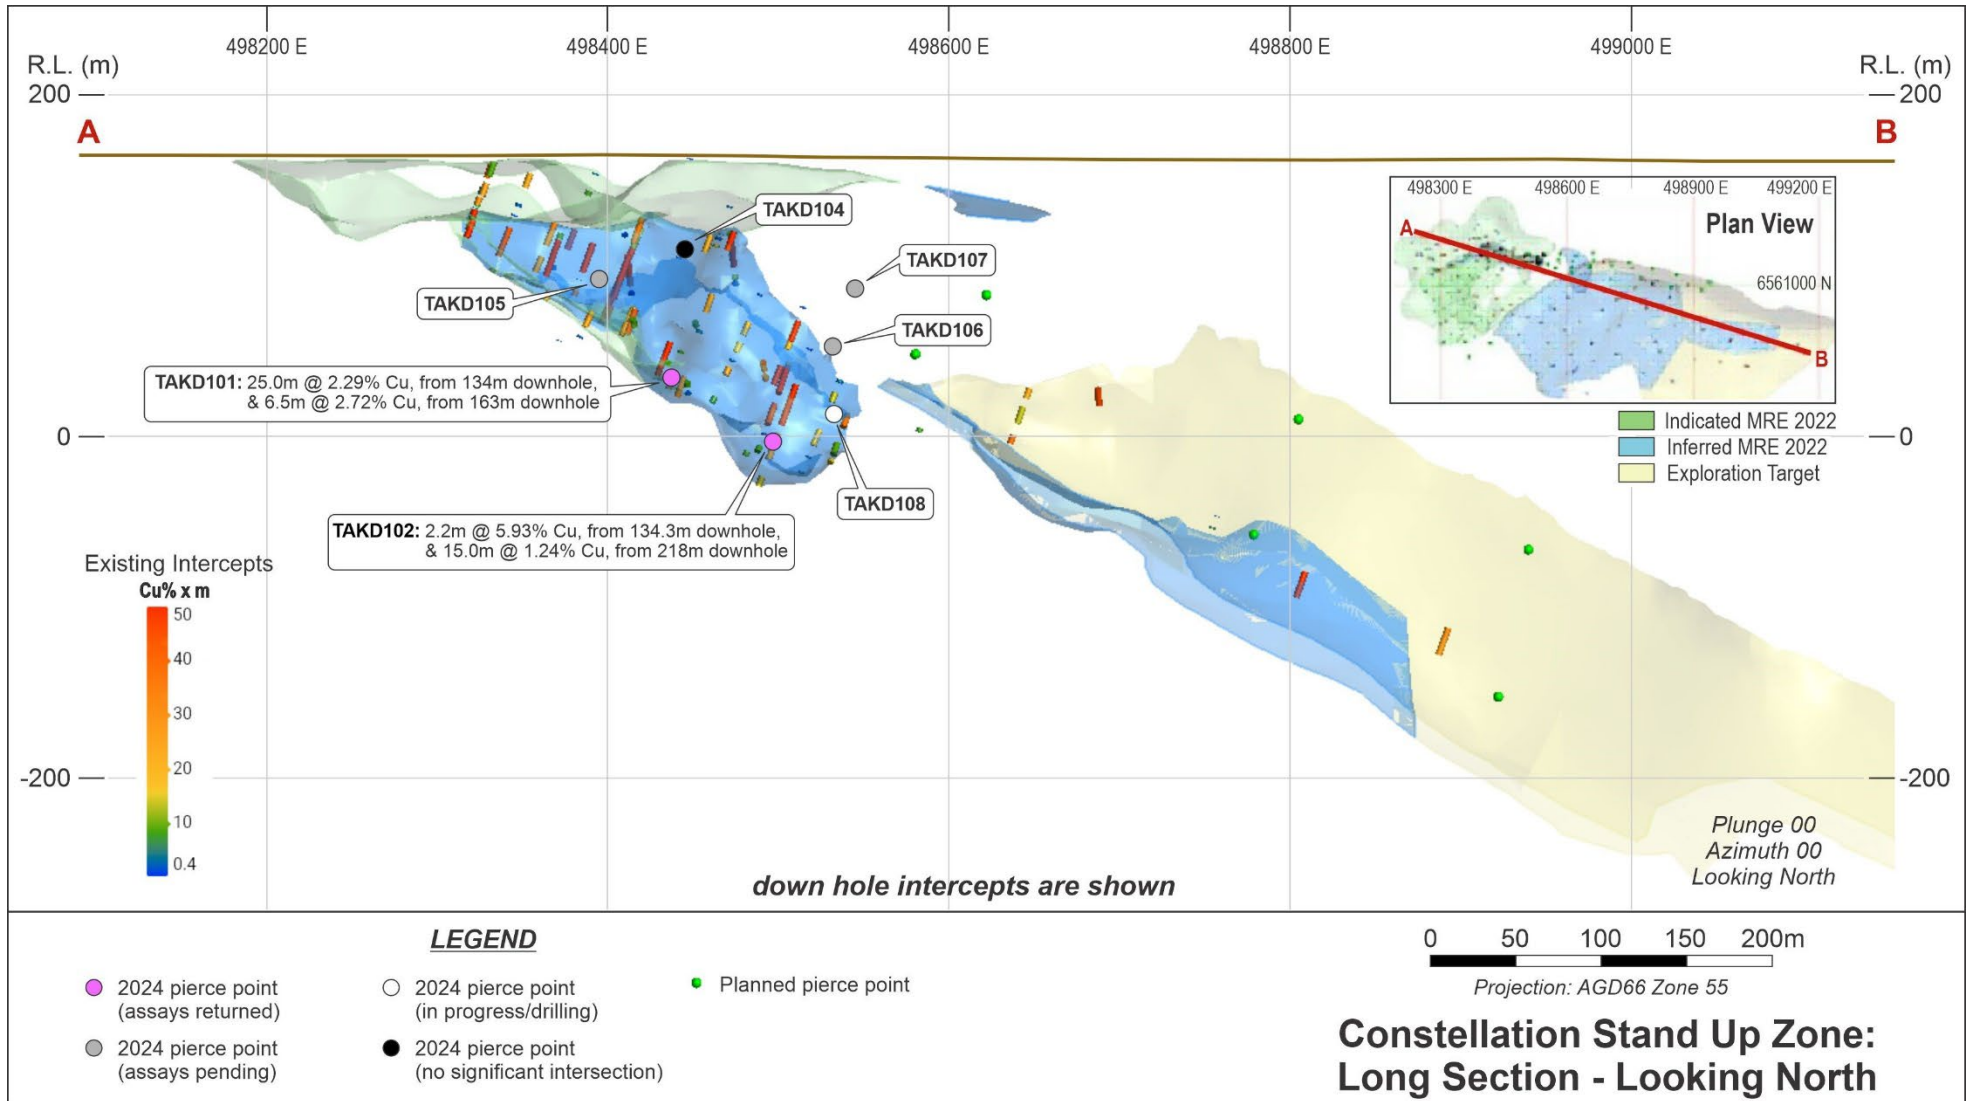 498200 E
498400 E
498600 E
498800 E
499000 E
R.L. (m)
R.L. (m)
200
200
A
B
498300 E
498600 E
498900 E
499200 E
Plan View
A
6561000 N
B
TAKD104
TAKD107
TAKD105
TAKD106
TAKD101: 25.0m @ 2.29% Cu, from 134m downhole,
& 6.5m @ 2.72% Cu, from 163m downhole
Indicated MRE 2022
Inferred MRE 2022
Exploration Target
0
0
TAKD108
TAKD102: 2.2m @ 5.93% Cu, from 134.3m downhole,
& 15.0m @ 1.24% Cu, from 218m downhole
Existing Intercepts
Cu% x m
50
40
30
20
10
0.4
-200
-200
Plunge 00
Azimuth 00
Looking North
down hole intercepts are shown
LEGEND
2024 pierce point
(assays returned)
2024 pierce point
(in progress/drilling)
Planned pierce point
2024 pierce point
(assays pending)
2024 pierce point
(no significant intersection)
0 50 100 150 200m
Projection: AGD66 Zone 55
Constellation Stand Up Zone:
Long Section - Looking North